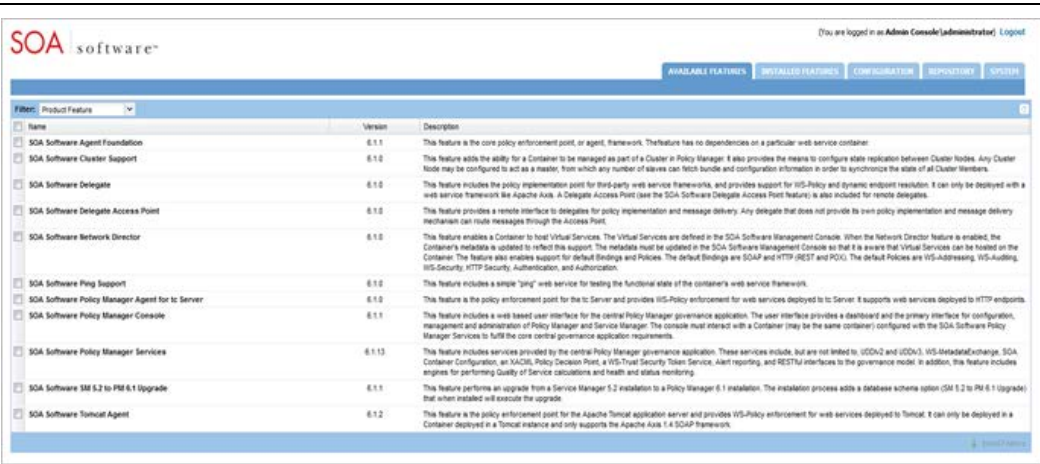 SOA software™
(You are logged in as Admin Console\administrator) Logout
AVAILABLE FEATURES INSTALLED FEATURES CONFIGURATION REPOSITORY SYSTEM
Filter: Product Feature
Name Version Description
SOA Software Agent Foundation 6.1.1 This feature is the core policy enforcement point, or agent, framework. Thefeature has no dependencies on a particular web service container.
SOA Software Cluster Support 6.1.0 This feature adds the ability for a Container to be managed as part of a Cluster in Policy Manager. It also provides the means to configure state replication between Cluster Nodes. Any Cluster
Node may be configured to act as a master, from which any number of slaves can fetch bundle and configuration information in order to synchronize the state of all Cluster Members.
SOA Software Delegate 6.1.0 This feature includes the policy implementation point for third-party web service frameworks, and provides support for WS-Policy and dynamic endpoint resolution. It can only be deployed with a
web service framework like Apache Axis. A Delegate Access Point (see the SOA Software Delegate Access Point feature) is also included for remote delegates.
SOA Software Delegate Access Point 6.1.0 This feature provides a remote interface to delegates for policy implementation and message delivery. Any delegate that does not provide its own policy implementation and message delivery
mechanism can route messages through the Access Point.
SOA Software Network Director 6.1.0 This feature enables a Container to host Virtual Services. The Virtual Services are defined in the SOA Software Management Console. When the Network Director feature is enabled, the
Container's metadata is updated to reflect this support. The metadata must be updated in the SOA Software Management Console so that it is aware that Virtual Services can be hosted on the
Container. The feature also enables support for default Bindings and Policies. The default Bindings are SOAP and HTTP (REST and POX). The default Policies are WS-Addressing, WS-Auditing,
WS-Security, HTTP Security, Authentication, and Authorization.
SOA Software Ping Support 6.1.0 This feature includes a simple "ping" web service for testing the functional state of the container's web service framework.
SOA Software Policy Manager Agent for tc Server 6.1.0 This feature is the policy enforcement point for the tc Server and provides WS-Policy enforcement for web services deployed to tc Server. It supports web services deployed to HTTP endpoints.
SOA Software Policy Manager Console 6.1.1 This feature includes a web based user interface for the central Policy Manager governance application. The user interface provides a dashboard and the primary interface for configuration,
management and administration of Policy Manager and Service Manager. The console must interact with a Container (may be the same container) configured with the SOA Software Policy
Manager Services to fulfill the core central governance application requirements.
SOA Software Policy Manager Services 6.1.13 This feature includes services provided by the central Policy Manager governance application. These services include, but are not limited to, UDDIv2 and UDDIv3, WS-MetadataExchange, SOA
Container Configuration, an XACML Policy Decision Point, a WS-Trust Security Token Service, Alert reporting, and RESTful interfaces to the governance model. In addition, this feature includes
engines for performing Quality of Service calculations and health and status monitoring.
SOA Software SM 5.2 to PM 6.1 Upgrade 6.1.1 This feature performs an upgrade from a Service Manager 5.2 installation to a Policy Manager 6.1 installation. The installation process adds a database schema option (SM 5.2 to PM 6.1 Upgrade)
that when installed will execute the upgrade.
SOA Software Tomcat Agent 6.1.2 This feature is the policy enforcement point for the Apache Tomcat application server and provides WS-Policy enforcement for web services deployed to Tomcat. It can only be deployed in a
Container deployed in a Tomcat instance and only supports the Apache Axis 1.4 SOAP framework.